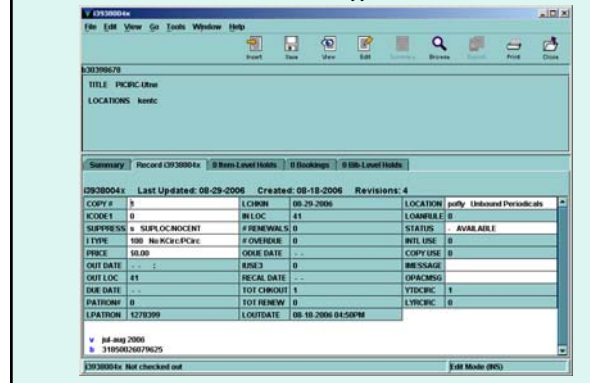 i3938004x
File Edit View Go Tools Window Help
Insert Save View Edit Summary Browse Export Print Close
b30398678
TITLE PICIRC-Utne
LOCATIONS kentc
Summary Record i3938004x 0 Item-Level Holds 0 Bookings 0 Bib-Level Holds
i3938004x Last Updated: 08-29-2006 Created: 08-18-2006 Revisions: 4
COPY # 1 LCHKIN 08-29-2006 LOCATION potly Unbound Periodicals
ICODE1 0 IN LOC 41 LOANRULE 0
SUPPRESS s SUPLOCNOCENT # RENEWALS 0 STATUS - AVAILABLE
I TYPE 100 No KCirc/PCirc # OVERDUE 0 INTL USE 0
PRICE $0.00 ODUE DATE - - COPY USE 0
OUT DATE - - : IUSE3 0 IMESSAGE
OUT LOC 41 RECAL DATE - - OPACMSG
DUE DATE - - TOT CHKOUT 1 YTDCIRC 1
PATRON# 0 TOT RENEW 0 LYRCIRC 0
LPATRON 1278399 LOUTDATE 08-18-2006 04:50PM
v jul-aug 2006
b 31850026079625
i3938004x Not checked out Edit Mode (INS)